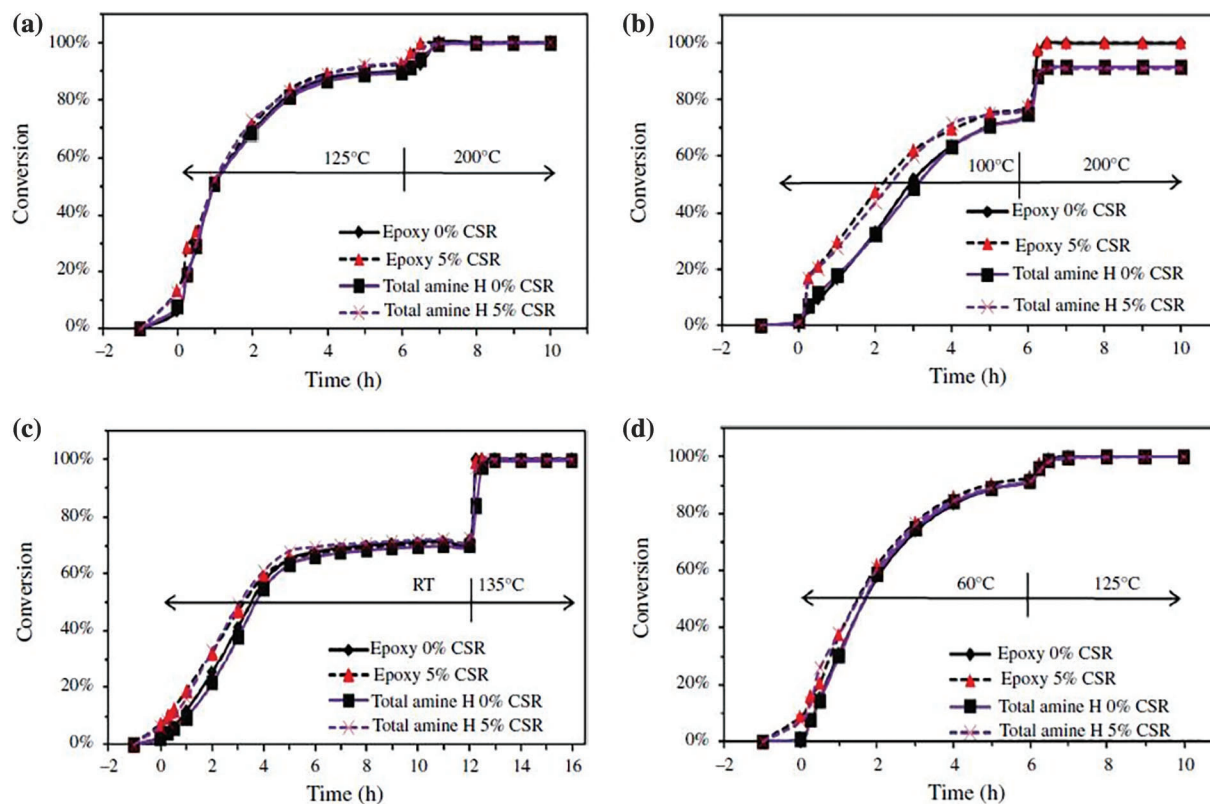 (a)
100%
80%
60%
40%
20%
0%
Conversion
125°C
200°C
Epoxy 0% CSR
Epoxy 5% CSR
Total amine H 0% CSR
Total amine H 5% CSR
–2 0 2 4 6 8 10
Time (h)
(b)
100%
80%
60%
40%
20%
0%
Conversion
100°C
200°C
Epoxy 0% CSR
Epoxy 5% CSR
Total amine H 0% CSR
Total amine H 5% CSR
–2 0 2 4 6 8 10
Time (h)
(c)
100%
80%
60%
40%
20%
0%
Conversion
RT
135°C
Epoxy 0% CSR
Epoxy 5% CSR
Total amine H 0% CSR
Total amine H 5% CSR
–2 0 2 4 6 8 10 12 14 16
Time (h)
(d)
100%
80%
60%
40%
20%
0%
Conversion
60°C
125°C
Epoxy 0% CSR
Epoxy 5% CSR
Total amine H 0% CSR
Total amine H 5% CSR
–2 0 2 4 6 8 10
Time (h)